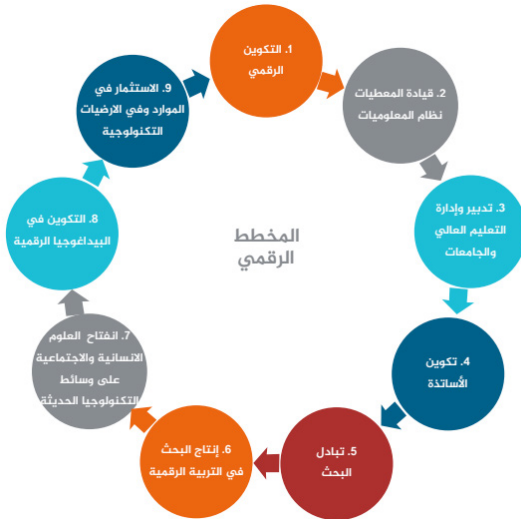 1. التكوين
الرقمي
2. قيادة المعطيات
نظام المعلوميات
3. تدبير وإدارة
التعليم العالي
والجامعات
4. تكوين
الأساتذة
5. تبادل
البحث
6. إنتاج البحث
في التربية الرقمية
7. انفتاح العلوم
الانسانية والاجتماعية
على وسائط
التكنولوجيا الحديثة
8. التكوين في
البيداغوجيا الرقمية
9. الاستثمار في
الموارد وفي الارضيات
التكنولوجية
المخطط
الرقمي